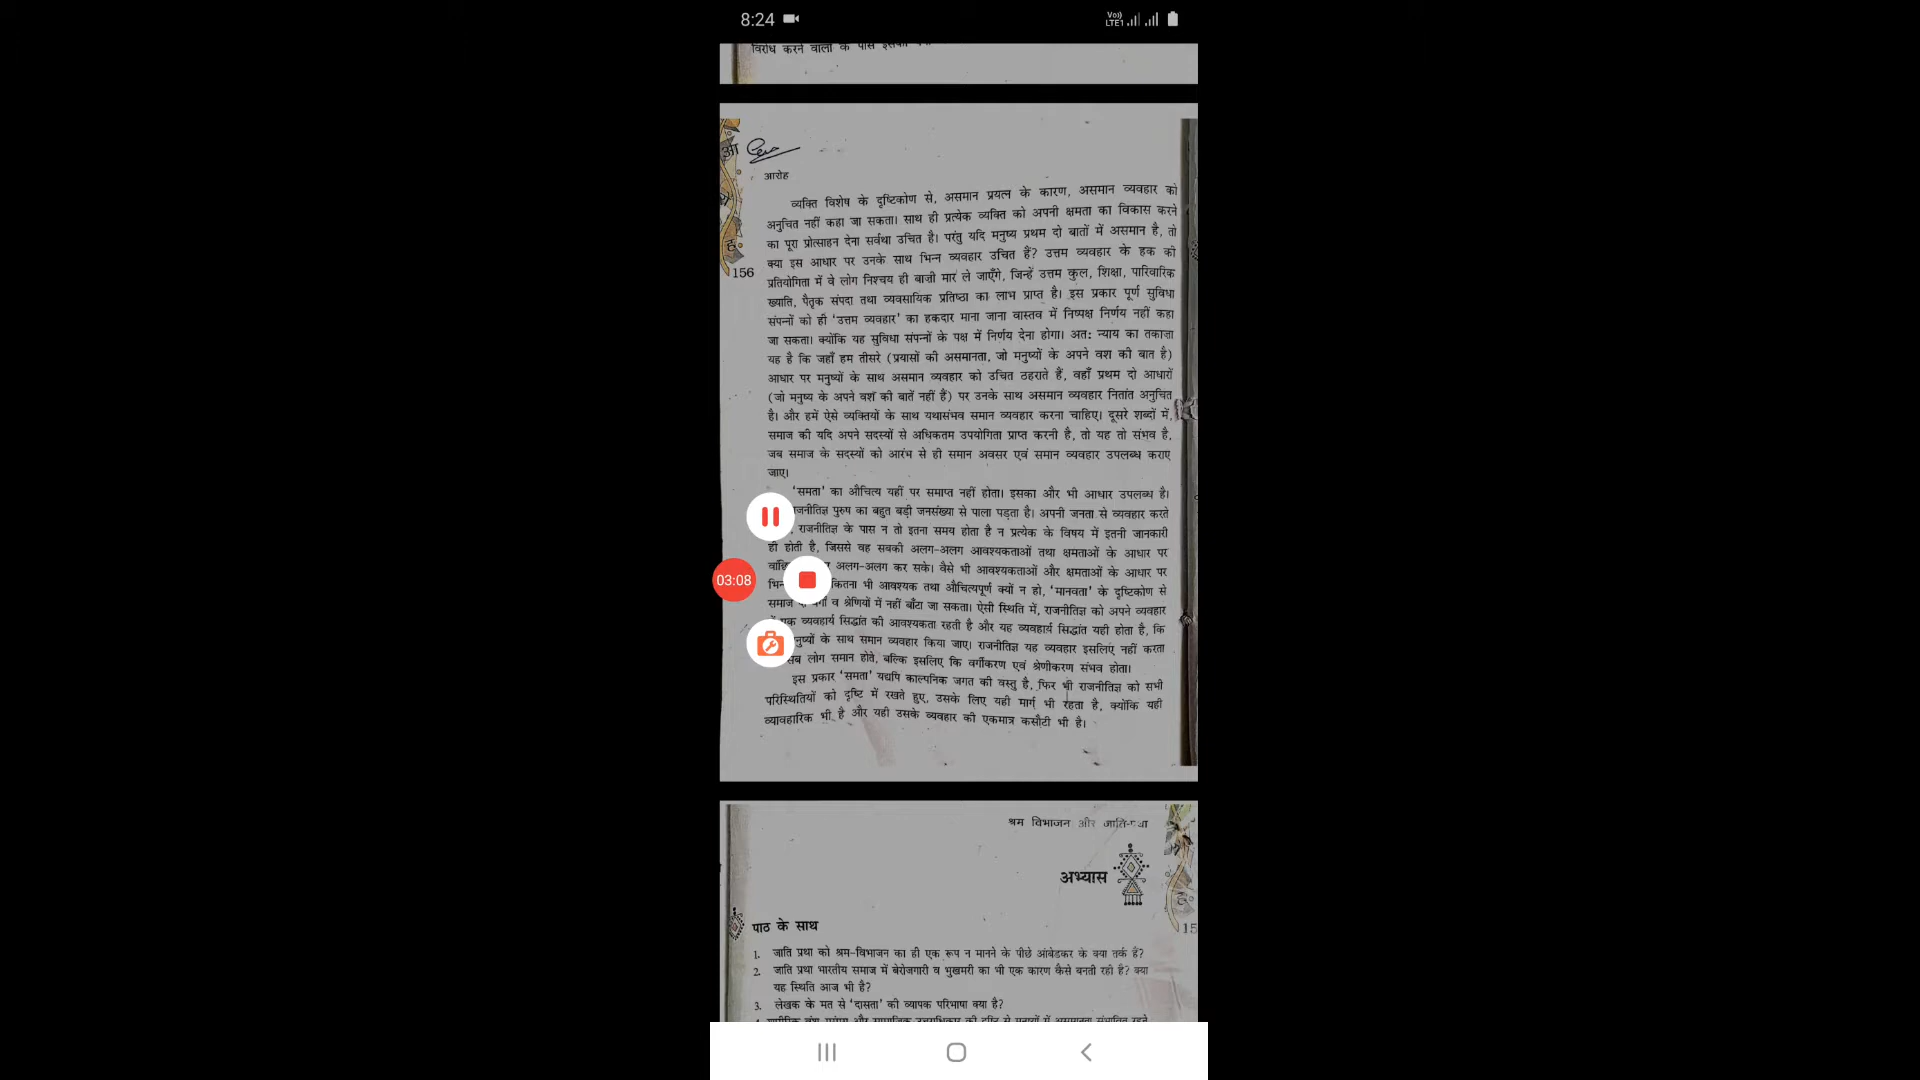 8:24
विरोध करने वालों के पास इसका
आरोह
156
व्यक्ति विशेष के दृष्टिकोण से, असमान प्रयत्न के कारण, असमान व्यवहार को
अनुचित नहीं कहा जा सकता। साथ ही प्रत्येक व्यक्ति को अपनी क्षमता का विकास करने
का पूरा प्रोत्साहन देना सर्वथा उचित है। परंतु यदि मनुष्य प्रथम दो बातों में असमान है, तो
क्या इस आधार पर उनके साथ भिन्न व्यवहार उचित हैं? उत्तम व्यवहार के हक की
प्रतियोगिता में वे लोग निश्चय ही बाज़ी मार ले जाएँगे, जिन्हें उत्तम कुल, शिक्षा, पारिवारिक
ख्याति, पैतृक संपदा तथा व्यवसायिक प्रतिष्ठा का लाभ प्राप्त है। इस प्रकार पूर्ण सुविधा
संपन्नों को ही 'उत्तम व्यवहार' का हकदार माना जाना वास्तव में निष्पक्ष निर्णय नहीं कहा
जा सकता। क्योंकि यह सुविधा संपन्नों के पक्ष में निर्णय देना होगा। अतः न्याय का तकाज़ा
यह है कि जहाँ हम तीसरे (प्रयासों की असमानता, जो मनुष्यों के अपने वश की बात है)
आधार पर मनुष्यों के साथ असमान व्यवहार को उचित ठहराते हैं, वहाँ प्रथम दो आधारों
(जो मनुष्य के अपने वश की बातें नहीं हैं) पर उनके साथ असमान व्यवहार नितांत अनुचित
है। और हमें ऐसे व्यक्तियों के साथ यथासंभव समान व्यवहार करना चाहिए। दूसरे शब्दों में,
समाज की यदि अपने सदस्यों से अधिकतम उपयोगिता प्राप्त करनी है, तो यह तो संभव है,
जब समाज के सदस्यों को आरंभ से ही समान अवसर एवं समान व्यवहार उपलब्ध कराए
जाए।
'समता' का औचित्य यहीं पर समाप्त नहीं होता। इसका और भी आधार उपलब्ध है।
जनीतिज्ञ पुरुष का बहुत बड़ी जनसंख्या से पाला पड़ता है। अपनी जनता से व्यवहार करते
राजनीतिज्ञ के पास न तो इतना समय होता है न प्रत्येक के विषय में इतनी जानकारी
ही होती है, जिससे वह सबकी अलग-अलग आवश्यकताओं तथा क्षमताओं के आधार पर
अलग-अलग कर सके। वैसे भी आवश्यकताओं और क्षमताओं के आधार पर
03:08
भिन्न कितना भी आवश्यक तथा औचित्यपूर्ण क्यों न हो, 'मानवता' के दृष्टिकोण से
समाज दो वर्गों व श्रेणियों में नहीं बाँटा जा सकता। ऐसी स्थिति में, राजनीतिज्ञ को अपने व्यवहार
में एक व्यवहार्य सिद्धांत की आवश्यकता रहती है और यह व्यवहार्य सिद्धांत यही होता है, कि
नुष्यों के साथ समान व्यवहार किया जाए। राजनीतिज्ञ यह व्यवहार इसलिए नहीं करता
सब लोग समान होते, बल्कि इसलिए कि वर्गीकरण एवं श्रेणीकरण संभव होता।
इस प्रकार 'समता' यद्यपि काल्पनिक जगत की वस्तु है, फिर भी राजनीतिज्ञ को सभी
परिस्थितियों को दृष्टि में रखते हुए, उसके लिए यही मार्ग भी रहता है, क्योंकि यही
व्यावहारिक भी है और यही उसके व्यवहार की एकमात्र कसौटी भी है।
श्रम विभाजन और जाति-प्रथा
अभ्यास
15
पाठ के साथ
1. जाति प्रथा को श्रम-विभाजन का ही एक रूप न मानने के पीछे आंबेडकर के क्या तर्क हैं?
2. जाति प्रथा भारतीय समाज में बेरोजगारी व भुखमरी का भी एक कारण कैसे बनती रही है? क्या
यह स्थिति आज भी है?
3. लेखक के मत से 'दासता' की व्यापक परिभाषा क्या है?